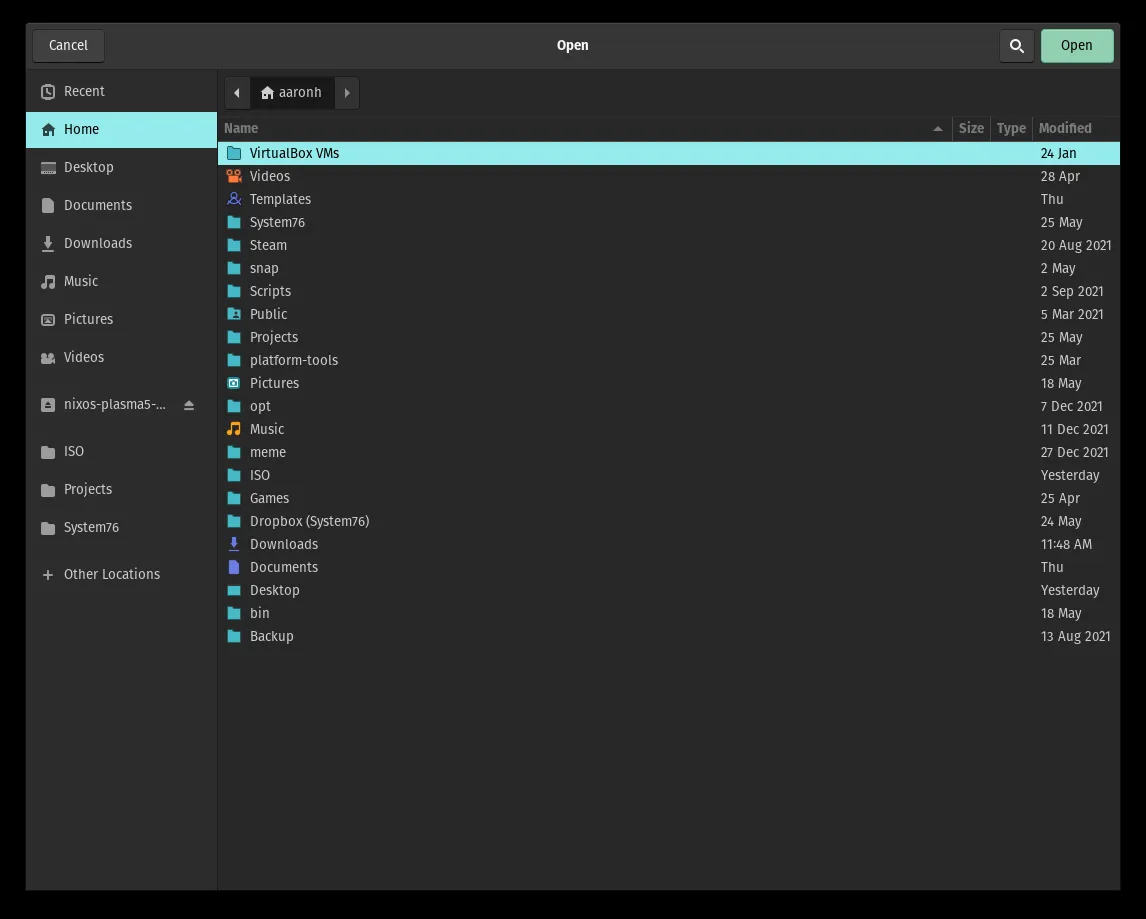 Cancel Open Open
Recent
Home
Desktop
Documents
Downloads
Music
Pictures
Videos
nixos-plasma5-...
ISO
Projects
System76
Other Locations
aaronh
Name Size Type Modified
VirtualBox VMs 24 Jan
Videos 28 Apr
Templates Thu
System76 25 May
Steam 20 Aug 2021
snap 2 May
Scripts 2 Sep 2021
Public 5 Mar 2021
Projects 25 May
platform-tools 25 Mar
Pictures 18 May
opt 7 Dec 2021
Music 11 Dec 2021
meme 27 Dec 2021
ISO Yesterday
Games 25 Apr
Dropbox (System76) 24 May
Downloads 11:48 AM
Documents Thu
Desktop Yesterday
bin 18 May
Backup 13 Aug 2021